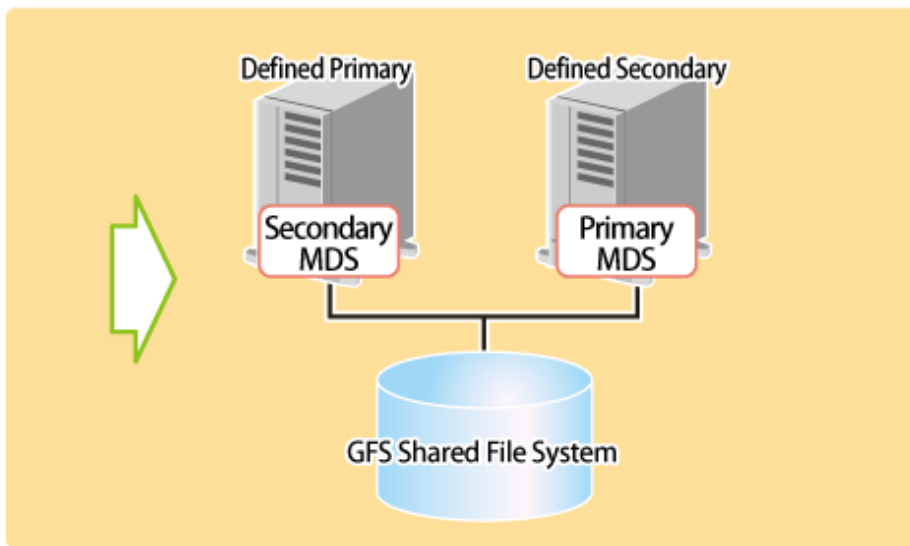 Defined Primary
Defined Secondary
Secondary
MDS
Primary
MDS
GFS Shared File System